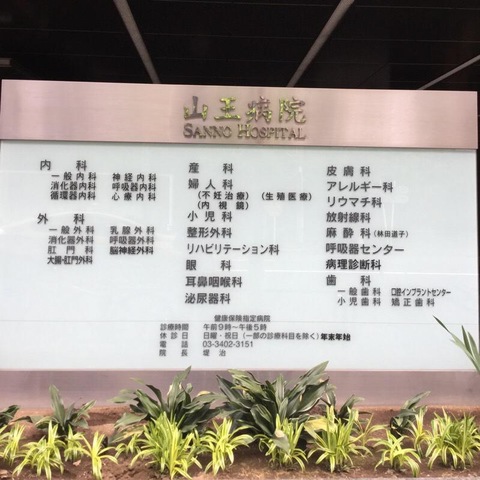 山王病院
SANNO HOSPITAL
内科
一般内科 神経内科
消化器内科 呼吸器内科
循環器内科 心療内科
外科
一般外科 乳腺外科
消化器外科 呼吸器外科
肛門科 脳神経外科
大腸・肛門外科
産科
婦人科
(不妊治療) (生殖医療)
(内視鏡)
小児科
整形外科
リハビリテーション科
眼科
耳鼻咽喉科
泌尿器科
皮膚科
アレルギー科
リウマチ科
放射線科
麻酔科 (林田道子)
呼吸器センター
病理診断科
歯科
一般歯科 口腔インプラントセンター
小児歯科 矯正歯科
健康保険指定病院
診療時間 午前9時～午後5時
休診日 日曜・祝日(一部の診療科目を除く)年末年始
電話 03-3402-3151
院長 堤治